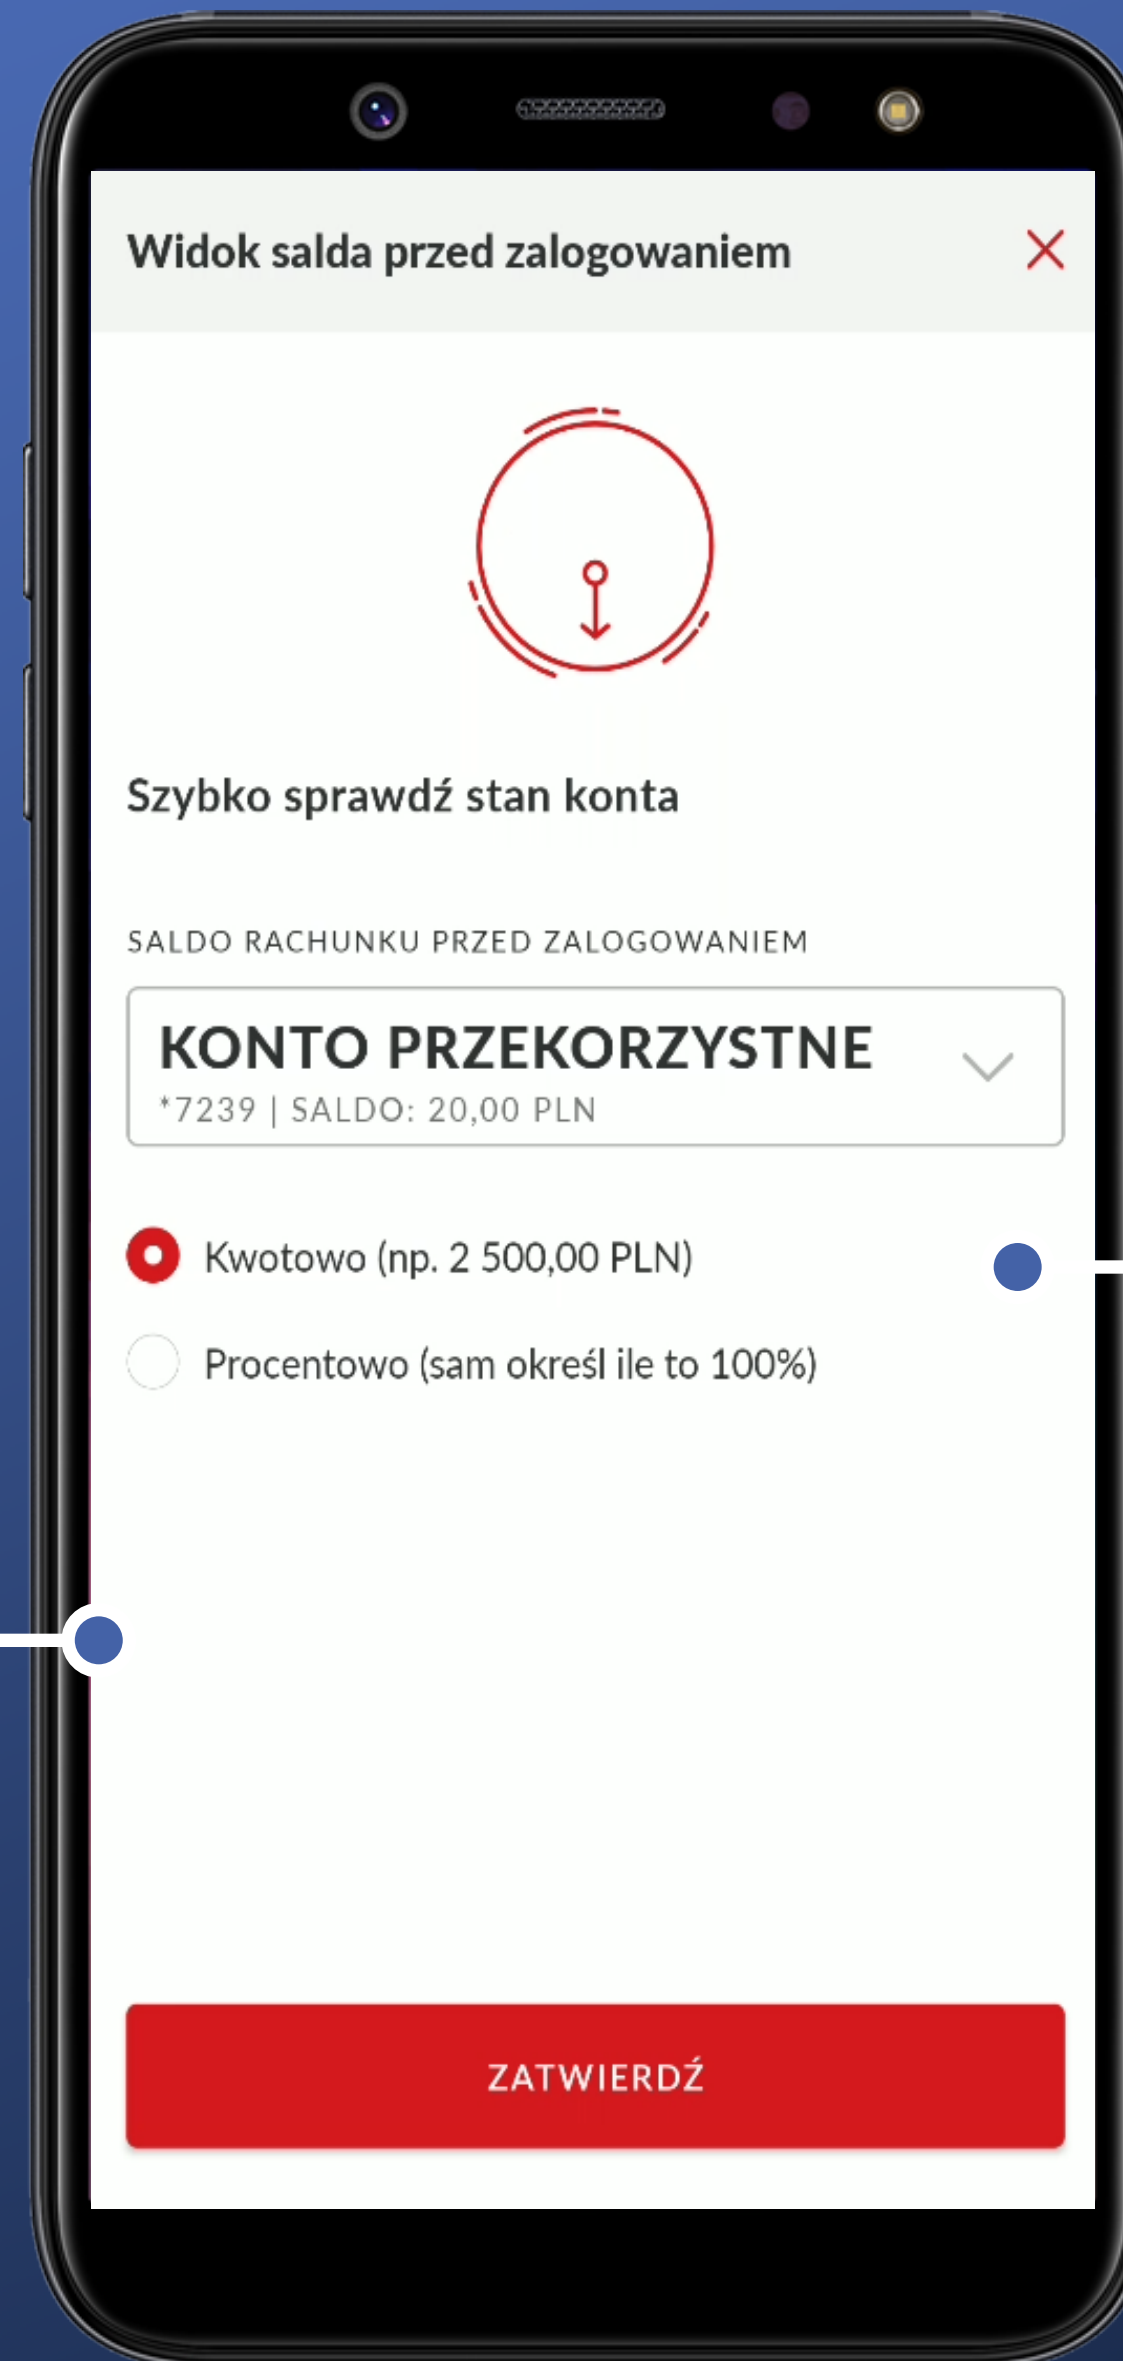 Widok salda przed zalogowaniem
Szybko sprawdź stan konta
SALDO RACHUNKU PRZED ZALOGOWANIEM
KONTO PRZEKORZYSTNE
*7239 | SALDO: 20,00 PLN
Kwotowo (np. 2 500,00 PLN)
Procentowo (sam określ ile to 100%)
ZATWIERDŹ